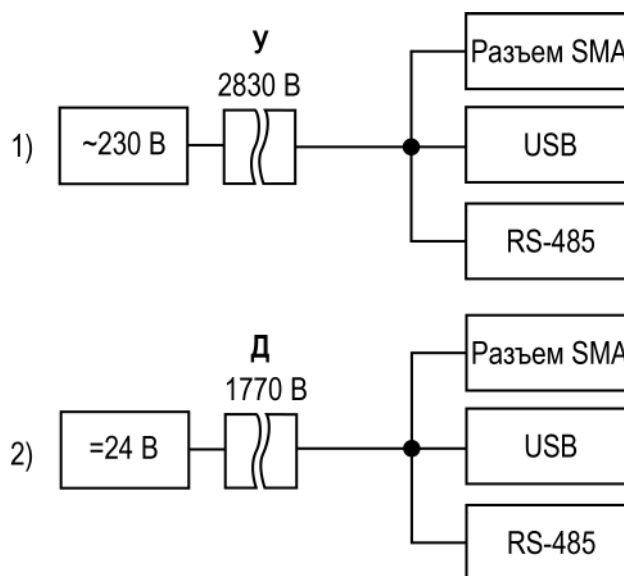 У
2830 В
1)
~230 В
Разъем SMA
USB
RS-485
Д
1770 В
2)
=24 В
Разъем SMA
USB
RS-485